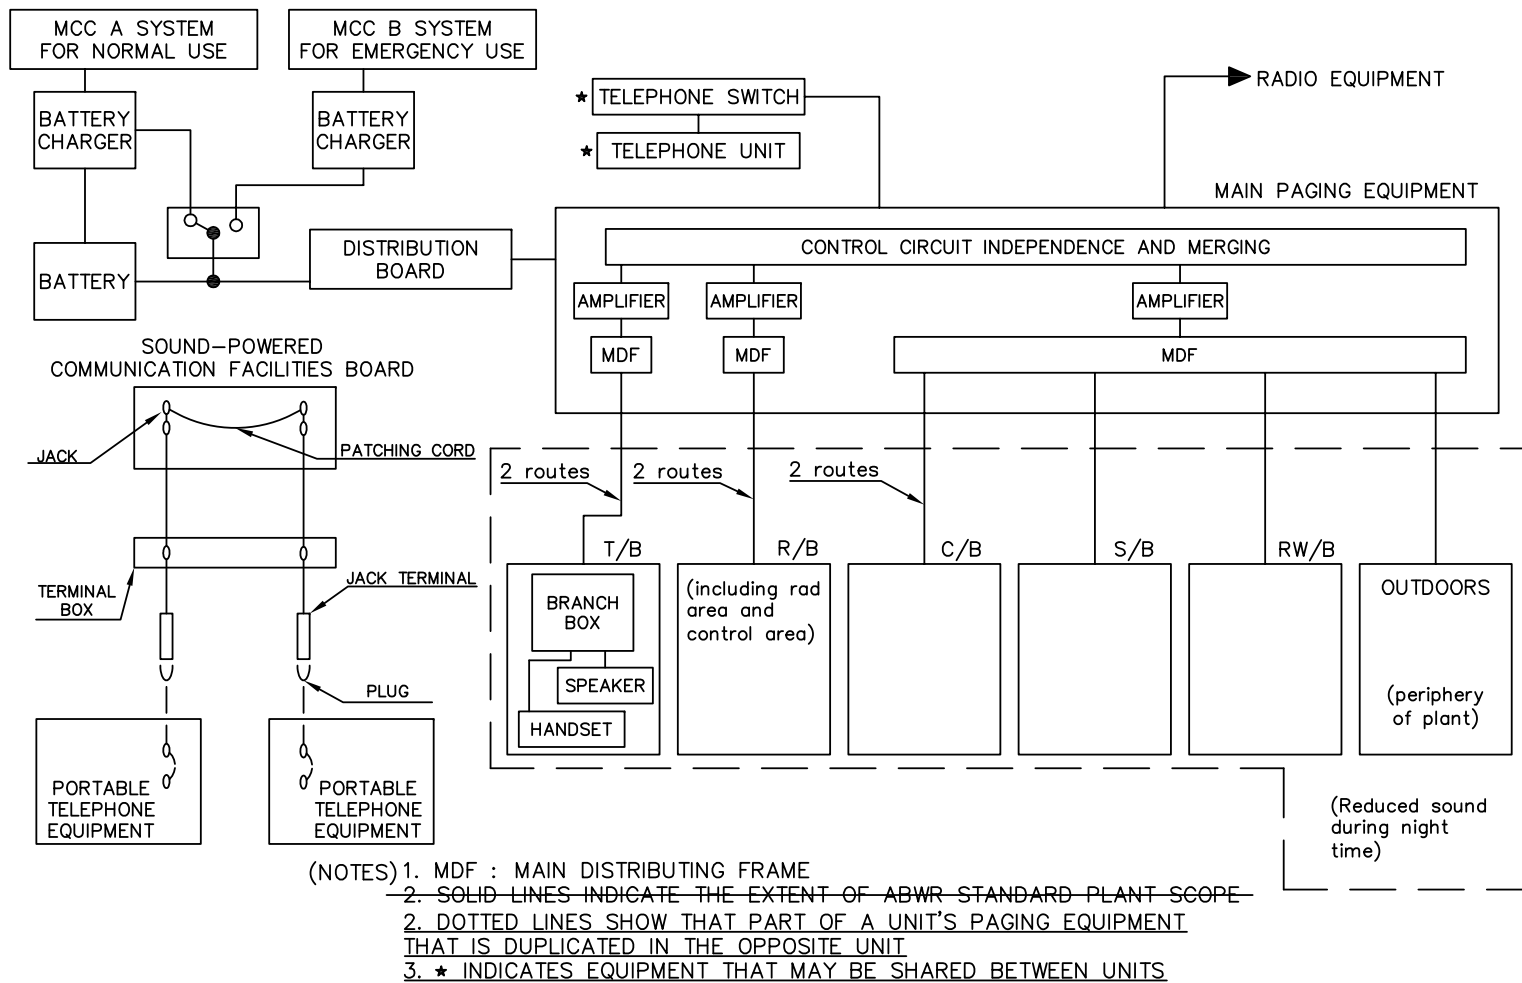 MCC A SYSTEM
FOR NORMAL USE
MCC B SYSTEM
FOR EMERGENCY USE
BATTERY
CHARGER
BATTERY
CHARGER
BATTERY
DISTRIBUTION
BOARD
★ TELEPHONE SWITCH
★ TELEPHONE UNIT
RADIO EQUIPMENT
MAIN PAGING EQUIPMENT
CONTROL CIRCUIT INDEPENDENCE AND MERGING
AMPLIFIER
AMPLIFIER
AMPLIFIER
MDF
MDF
MDF
SOUND-POWERED
COMMUNICATION FACILITIES BOARD
JACK
PATCHING CORD
TERMINAL
BOX
JACK TERMINAL
PLUG
PORTABLE
TELEPHONE
EQUIPMENT
PORTABLE
TELEPHONE
EQUIPMENT
2 routes
2 routes
2 routes
T/B
R/B
C/B
S/B
RW/B
BRANCH
BOX
SPEAKER
HANDSET
(including rad
area and
control area)
OUTDOORS
(periphery
of plant)
(Reduced sound
during night
time)
(NOTES) 1. MDF : MAIN DISTRIBUTING FRAME
2. SOLID LINES INDICATE THE EXTENT OF ABWR STANDARD PLANT SCOPE
2. DOTTED LINES SHOW THAT PART OF A UNIT'S PAGING EQUIPMENT
THAT IS DUPLICATED IN THE OPPOSITE UNIT
3. ★ INDICATES EQUIPMENT THAT MAY BE SHARED BETWEEN UNITS